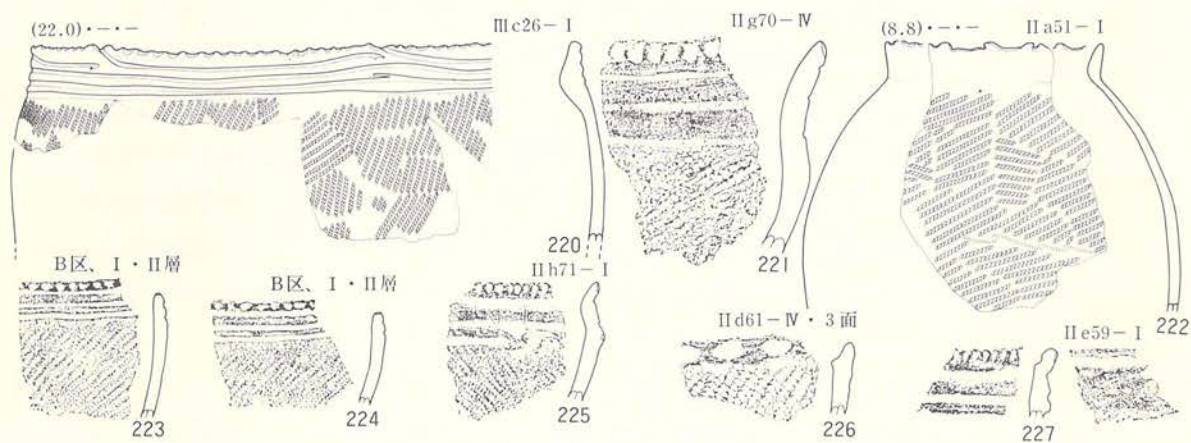 (22.0)・―・―
Ⅲc26-Ⅰ
Ⅱg70-Ⅳ
(8.8)・―・―
Ⅱa51-Ⅰ
220
221
222
B区、Ⅰ・Ⅱ層
B区、Ⅰ・Ⅱ層
Ⅱh71-Ⅰ
Ⅱd61-Ⅳ・3面
Ⅱe59-Ⅰ
223
224
225
226
227